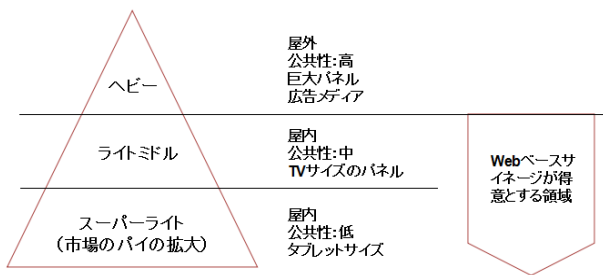 ヘビー
屋外
公共性：高
巨大パネル
広告メディア
ライトミドル
屋内
公共性：中
TVサイズのパネル
スーパーライト
（市場のパイの拡大）
屋内
公共性：低
タブレットサイズ
Webベースサ
イネージが得
意とする領域